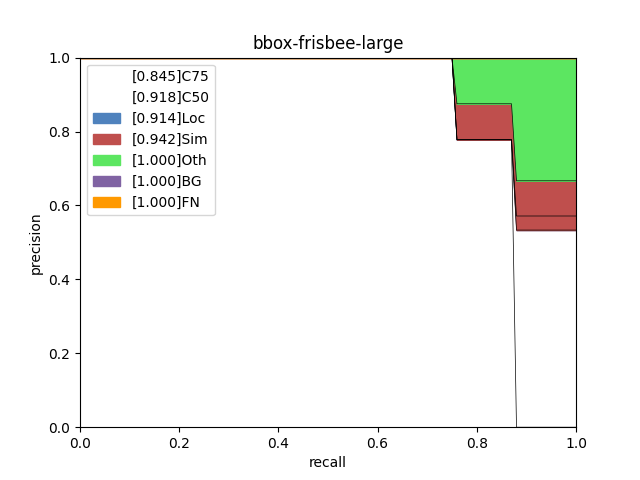 bbox-frisbee-large
[0.845]C75
[0.918]C50
[0.914]Loc
[0.942]Sim
[1.000]Oth
[1.000]BG
[1.000]FN
precision
1.0
0.8
0.6
0.4
0.2
0.0
0.0 0.2 0.4 0.6 0.8 1.0
recall